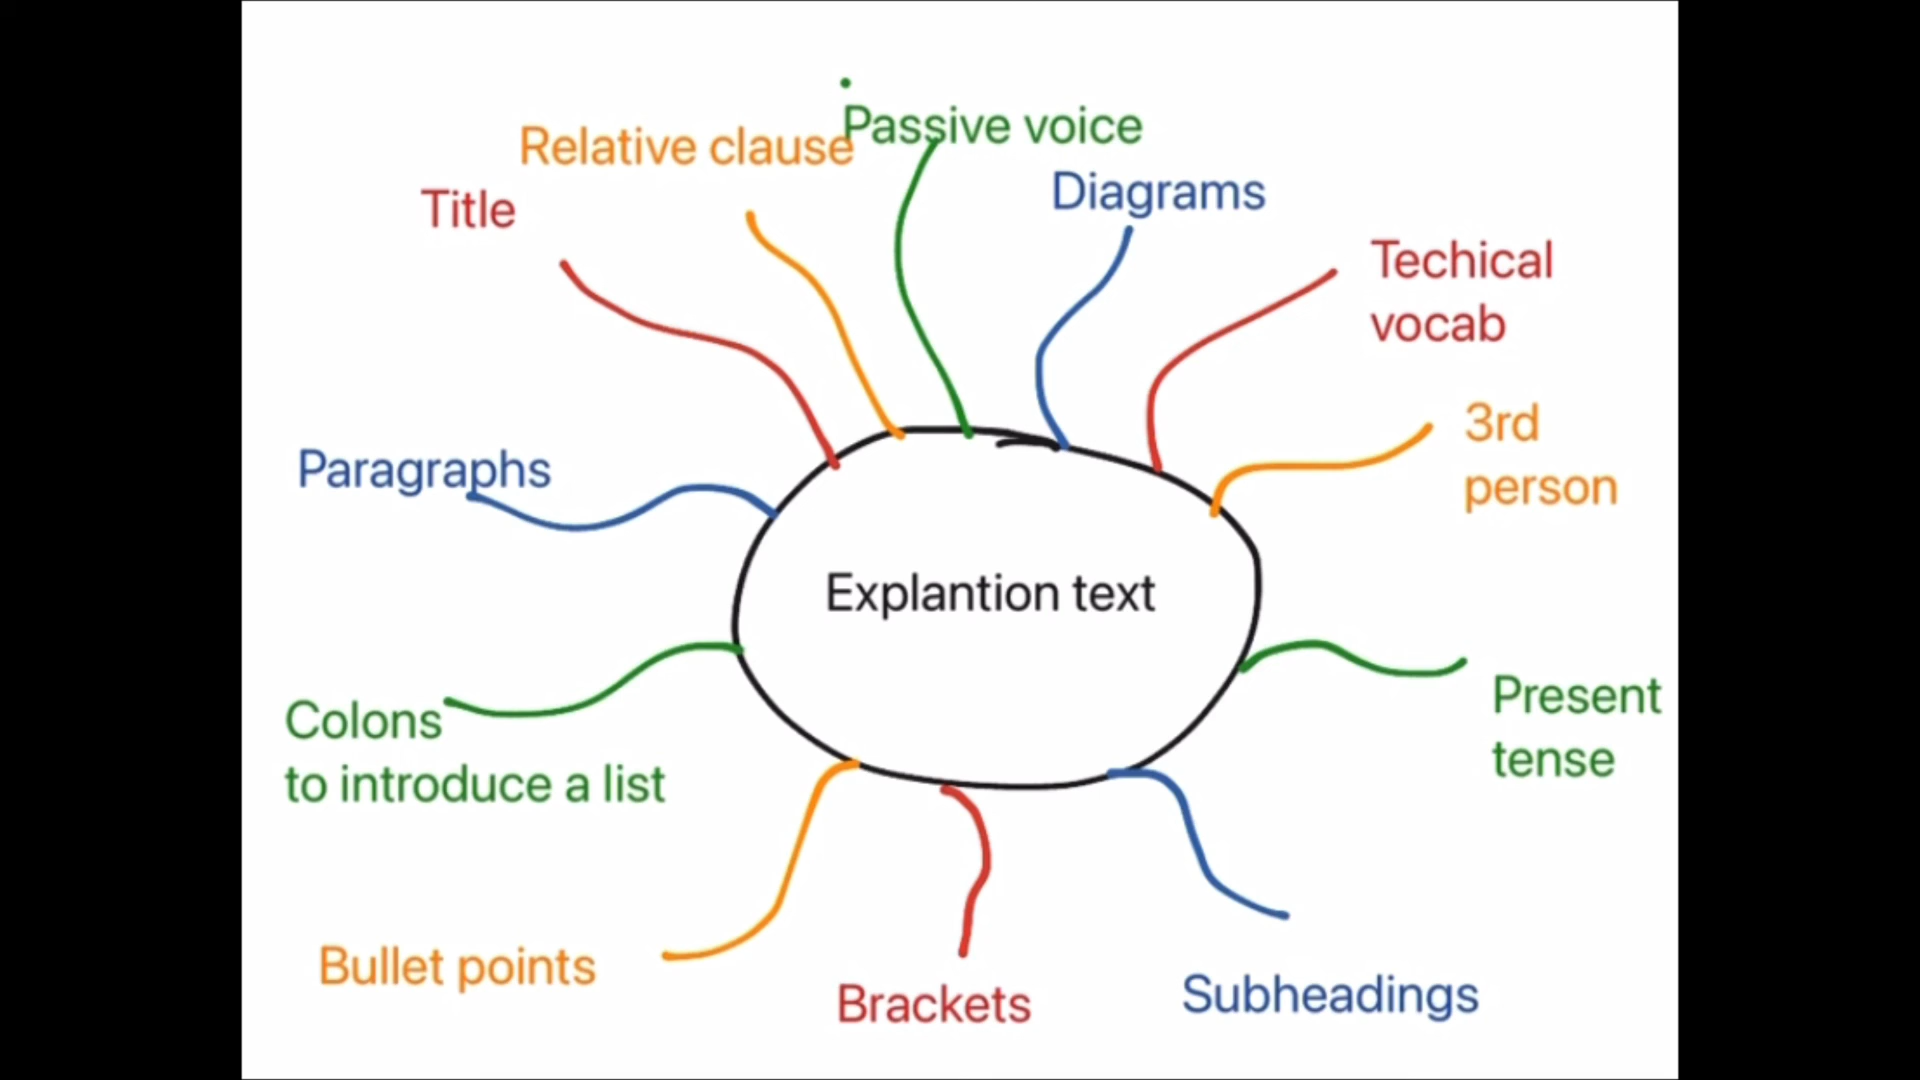 Passive voice
Relative clause
Diagrams
Title
Techical
vocab
3rd
person
Paragraphs
Explantion text
Present
tense
Colons
to introduce a list
Bullet points
Brackets
Subheadings